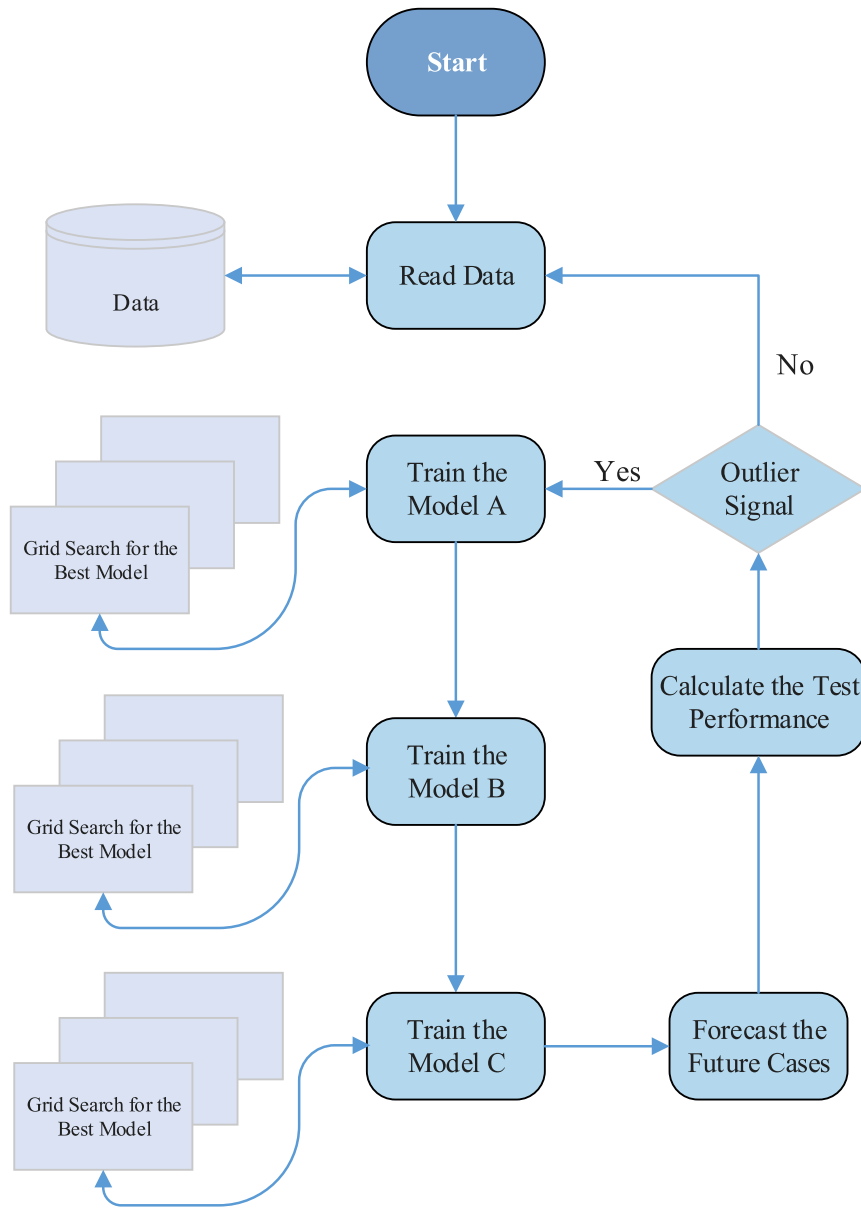 Start
Read Data
Data
No
Train the
Model A
Yes
Outlier
Signal
Grid Search for the
Best Model
Calculate the Test
Performance
Train the
Model B
Grid Search for the
Best Model
Train the
Model C
Forecast the
Future Cases
Grid Search for the
Best Model